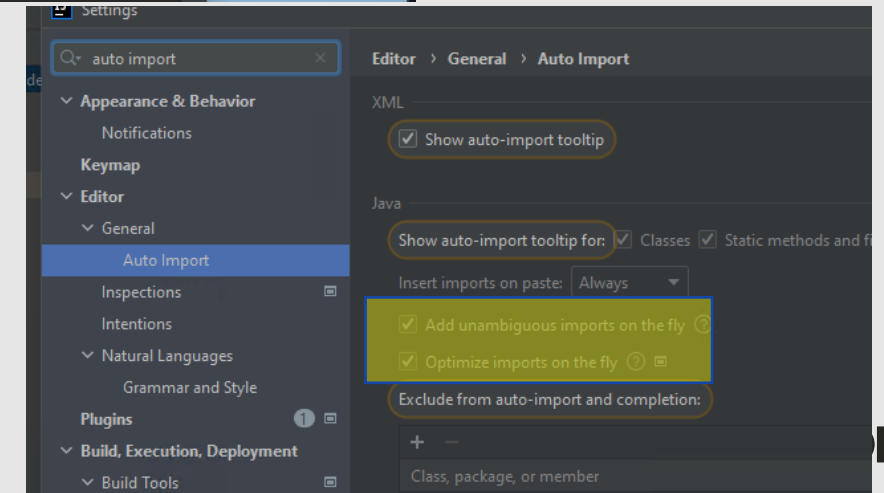 Settings
auto import
Editor > General > Auto Import
Appearance & Behavior
Notifications
Keymap
Editor
General
Auto Import
Inspections
Intentions
Natural Languages
Grammar and Style
Plugins 1
Build, Execution, Deployment
Build Tools
XML
Show auto-import tooltip
Java
Show auto-import tooltip for: Classes Static methods and
Insert imports on paste: Always
Add unambiguous imports on the fly ?
Optimize imports on the fly ?
Exclude from auto-import and completion:
+ −
Class, package, or member